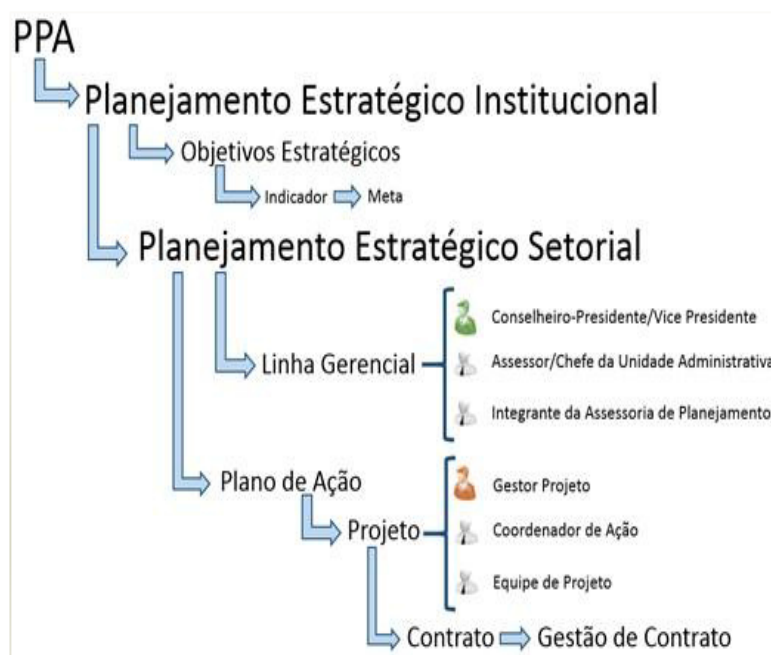 PPA
Planejamento Estratégico Institucional
Objetivos Estratégicos
Indicador Meta
Planejamento Estratégico Setorial
Conselheiro-Presidente/Vice Presidente
Linha Gerencial
Assessor/Chefe da Unidade Administrativa
Integrante da Assessoria de Planejamento
Plano de Ação
Gestor Projeto
Projeto
Coordenador de Ação
Equipe de Projeto
Contrato Gestão de Contrato